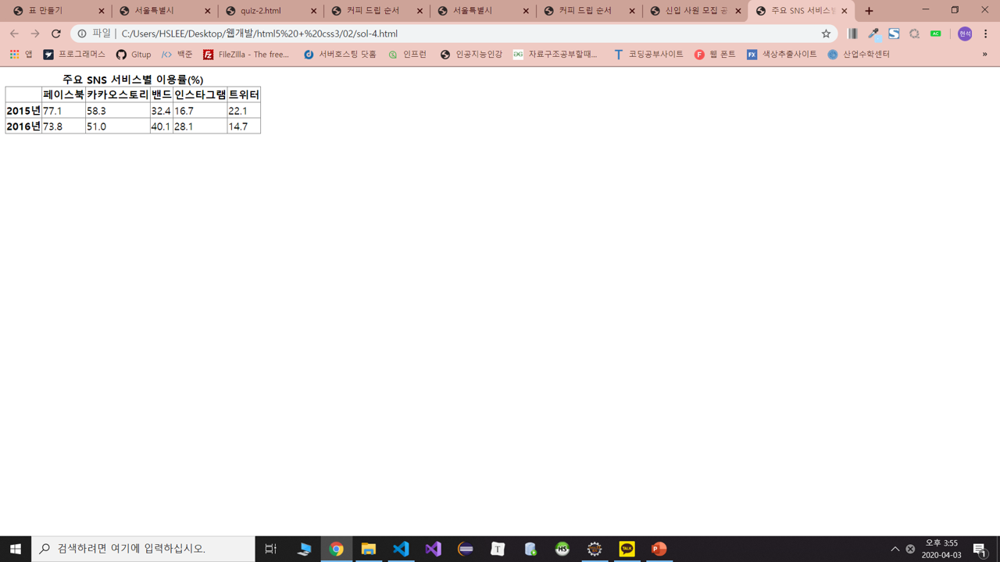 표 만들기 서울특별시 quiz-2.html 커피 드립 순서 서울특별시 커피 드립 순서 신입 사원 모집 공 주요 SNS 서비스별
파일 | C:/Users/HSLEE/Desktop/웹개발/html5%20+%20css3/02/sol-4.html AC 현석
앱 프로그래머스 GItup 백준 FileZilla - The free... 서버호스팅 닷홈 인프런 인공지능인강 자료구조공부할때... 코딩공부사이트 웹 폰트 색상추출사이트 산업수학센터 »
주요 SNS 서비스별 이용률(%)
페이스북 카카오스토리 밴드 인스타그램 트위터
2015년 77.1 58.3 32.4 16.7 22.1
2016년 73.8 51.0 40.1 28.1 14.7
검색하려면 여기에 입력하십시오. 오후 3:55
2020-04-03 1